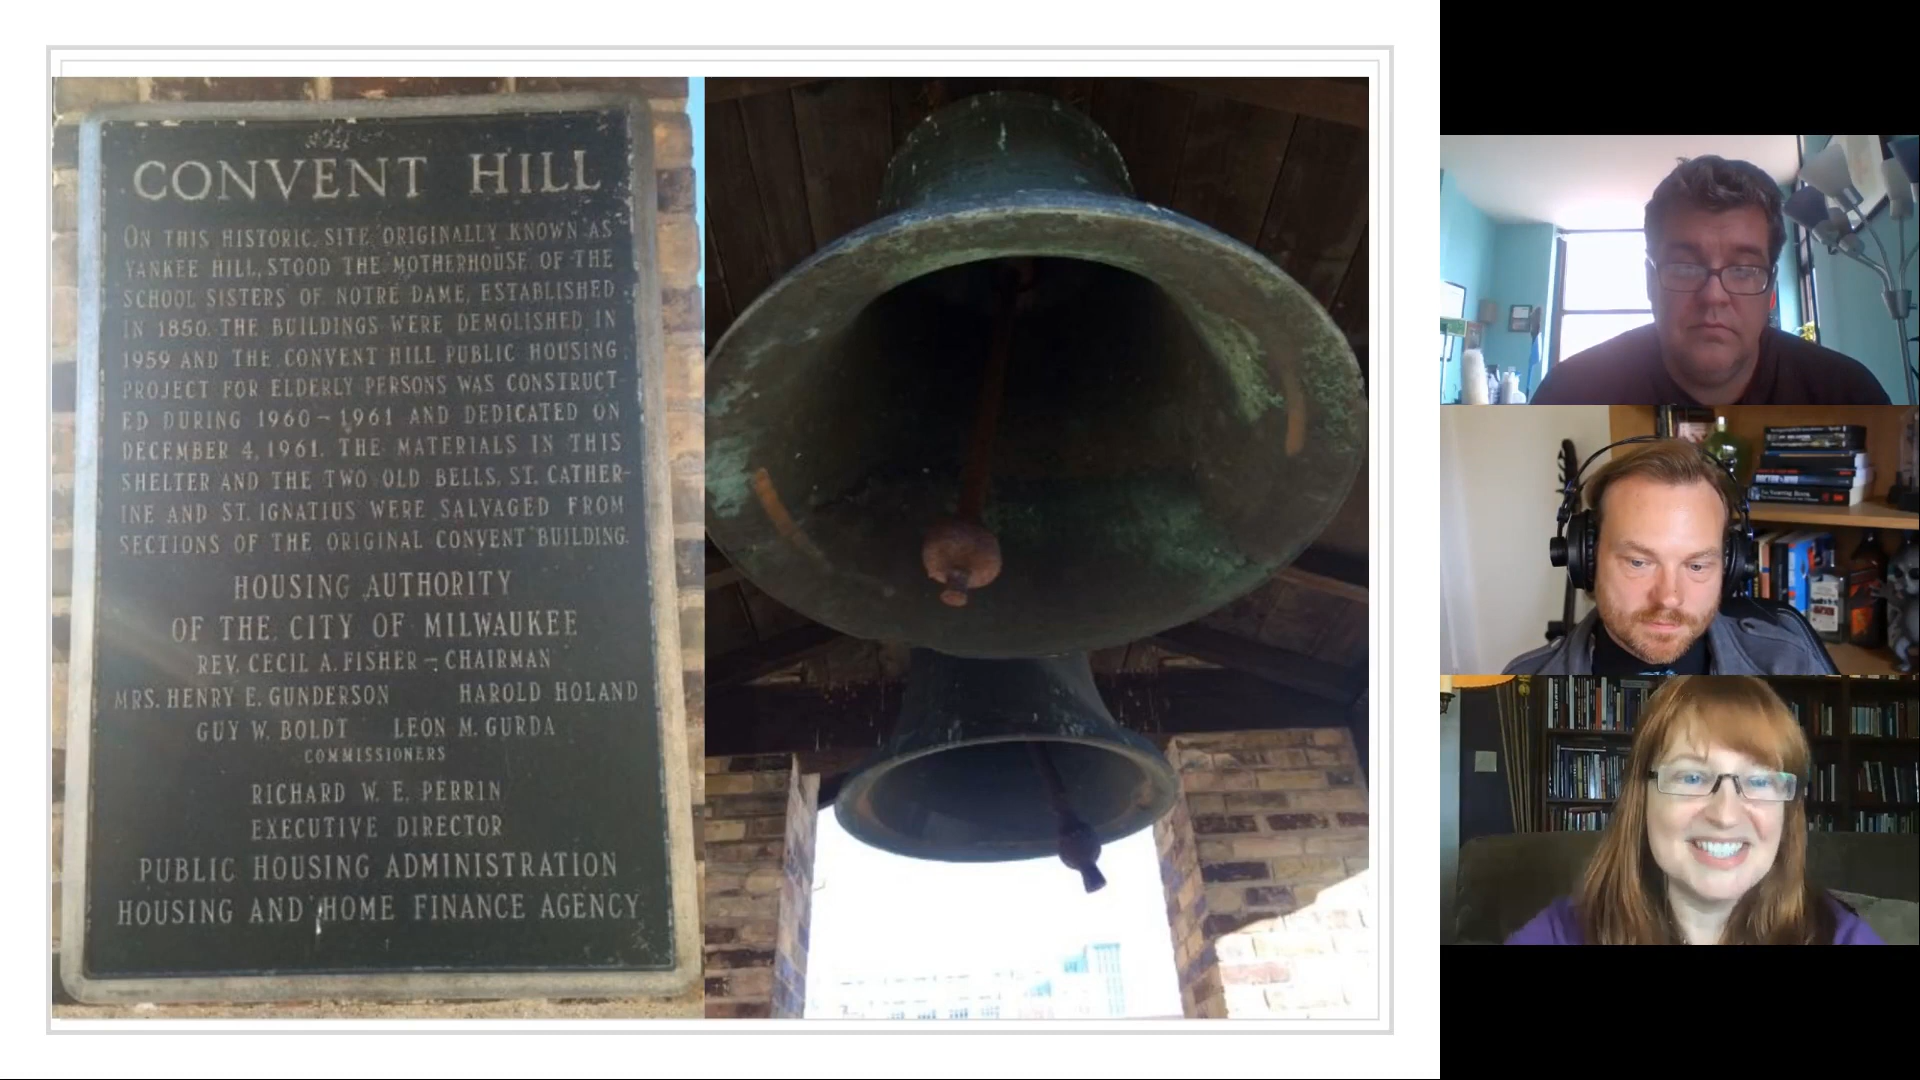 CONVENT HILL
ON THIS HISTORIC SITE ORIGINALLY KNOWN AS
YANKEE HILL, STOOD THE MOTHERHOUSE OF THE
SCHOOL SISTERS OF NOTRE DAME, ESTABLISHED
IN 1850. THE BUILDINGS WERE DEMOLISHED IN
1959 AND THE CONVENT HILL PUBLIC HOUSING
PROJECT FOR ELDERLY PERSONS WAS CONSTRUCT-
ED DURING 1960-1961 AND DEDICATED ON
DECEMBER 4, 1961. THE MATERIALS IN THIS
SHELTER AND THE TWO OLD BELLS, ST. CATHER-
INE AND ST. IGNATIUS WERE SALVAGED FROM
SECTIONS OF THE ORIGINAL CONVENT BUILDING.
HOUSING AUTHORITY
OF THE CITY OF MILWAUKEE
REV. CECIL A. FISHER - CHAIRMAN
MRS. HENRY E. GUNDERSON HAROLD HOLAND
GUY W. BOLDT LEON M. GURDA
COMMISSIONERS
RICHARD W. E. PERRIN
EXECUTIVE DIRECTOR
PUBLIC HOUSING ADMINISTRATION
HOUSING AND HOME FINANCE AGENCY